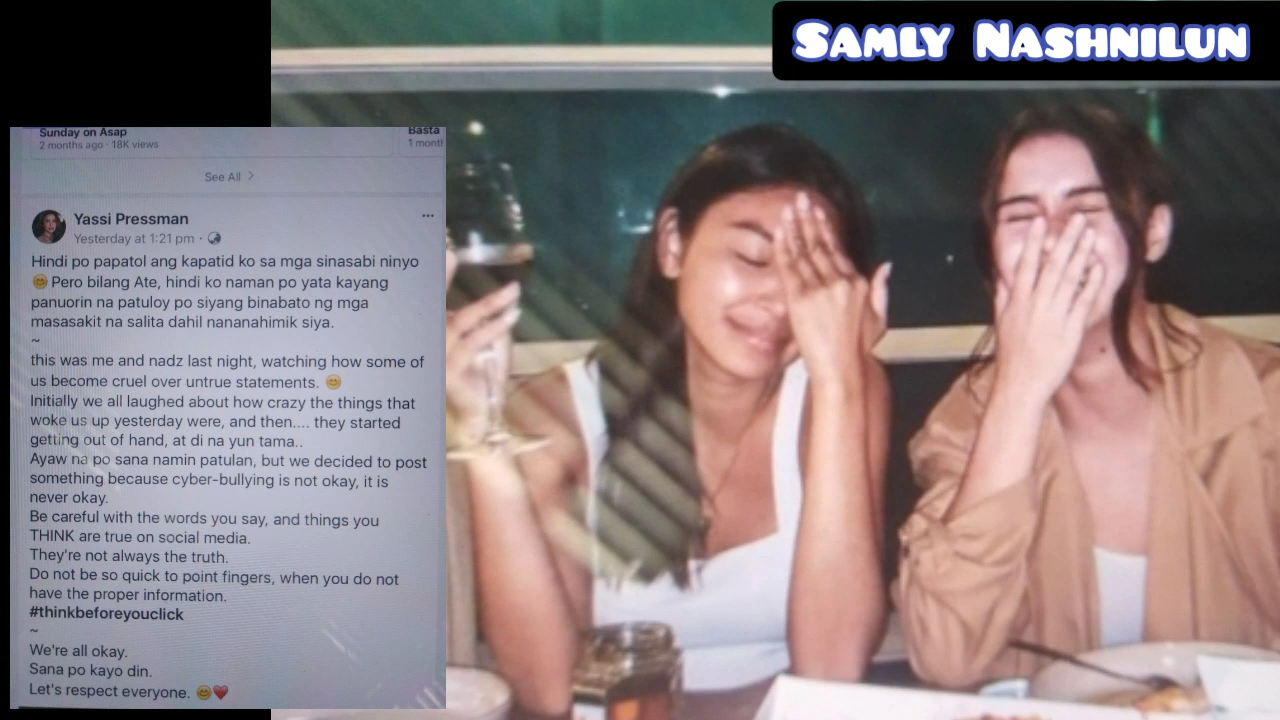 SAMLY NASHNILUN
Sunday on Asap
2 months ago · 18K views
Basta
1 month
See All >
Yassi Pressman
Yesterday at 1:21 pm ·
Hindi po papatol ang kapatid ko sa mga sinasabi ninyo
😊 Pero bilang Ate, hindi ko naman po yata kayang
panuorin na patuloy po siyang binabato ng mga
masasakit na salita dahil nananahimik siya.
~
this was me and nadz last night, watching how some of
us become cruel over untrue statements. 😊
Initially we all laughed about how crazy the things that
woke us up yesterday were, and then.... they started
getting out of hand, at di na yun tama..
Ayaw na po sana namin patulan, but we decided to post
something because cyber-bullying is not okay, it is
never okay.
Be careful with the words you say, and things you
THINK are true on social media.
They're not always the truth.
Do not be so quick to point fingers, when you do not
have the proper information.
#thinkbeforeyouclick
~
We're all okay.
Sana po kayo din.
Let's respect everyone. 😊❤️